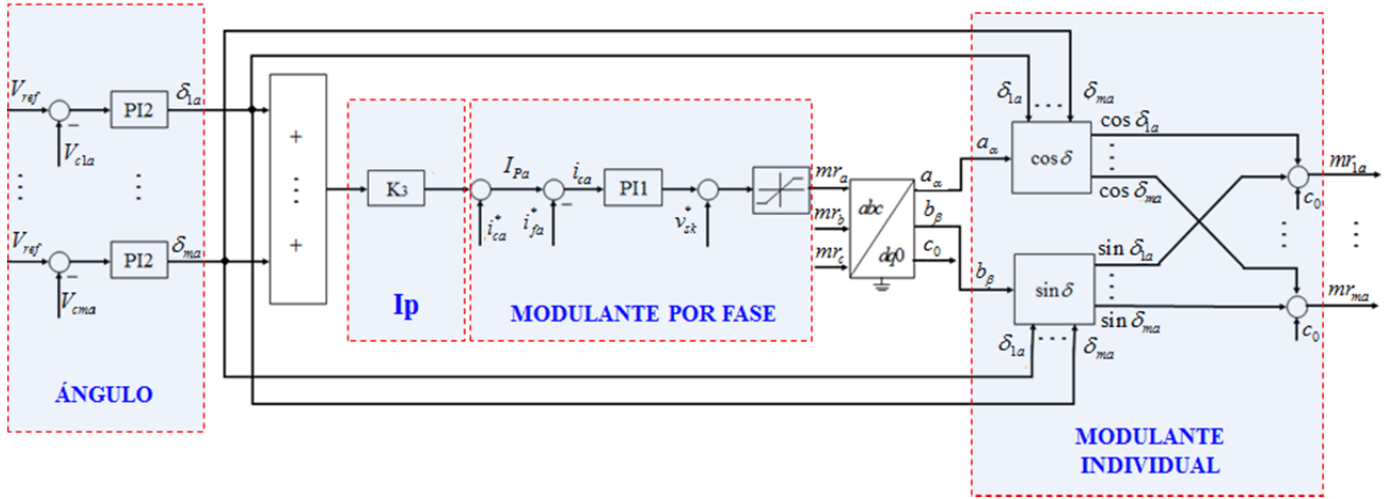 V_ref
PI2
δ_1a
−
V_c1a
⋮
⋮
V_ref
PI2
δ_ma
−
V_cma
ÁNGULO
+
⋮
+
K3
Ip
I_Pa
i*_ca
i_ca
−
i*_fa
PI1
v*_sk
MODULANTE POR FASE
mr_a
mr_b
mr_c
abc
dq0
a_α
b_β
c_0
a_α
b_β
δ_1a
...
δ_ma
cos δ
cos δ_1a
⋮
cos δ_ma
sin δ
sin δ_1a
⋮
sin δ_ma
δ_1a
...
δ_ma
mr_1a
c_0
⋮
⋮
mr_ma
c_0
MODULANTE
INDIVIDUAL